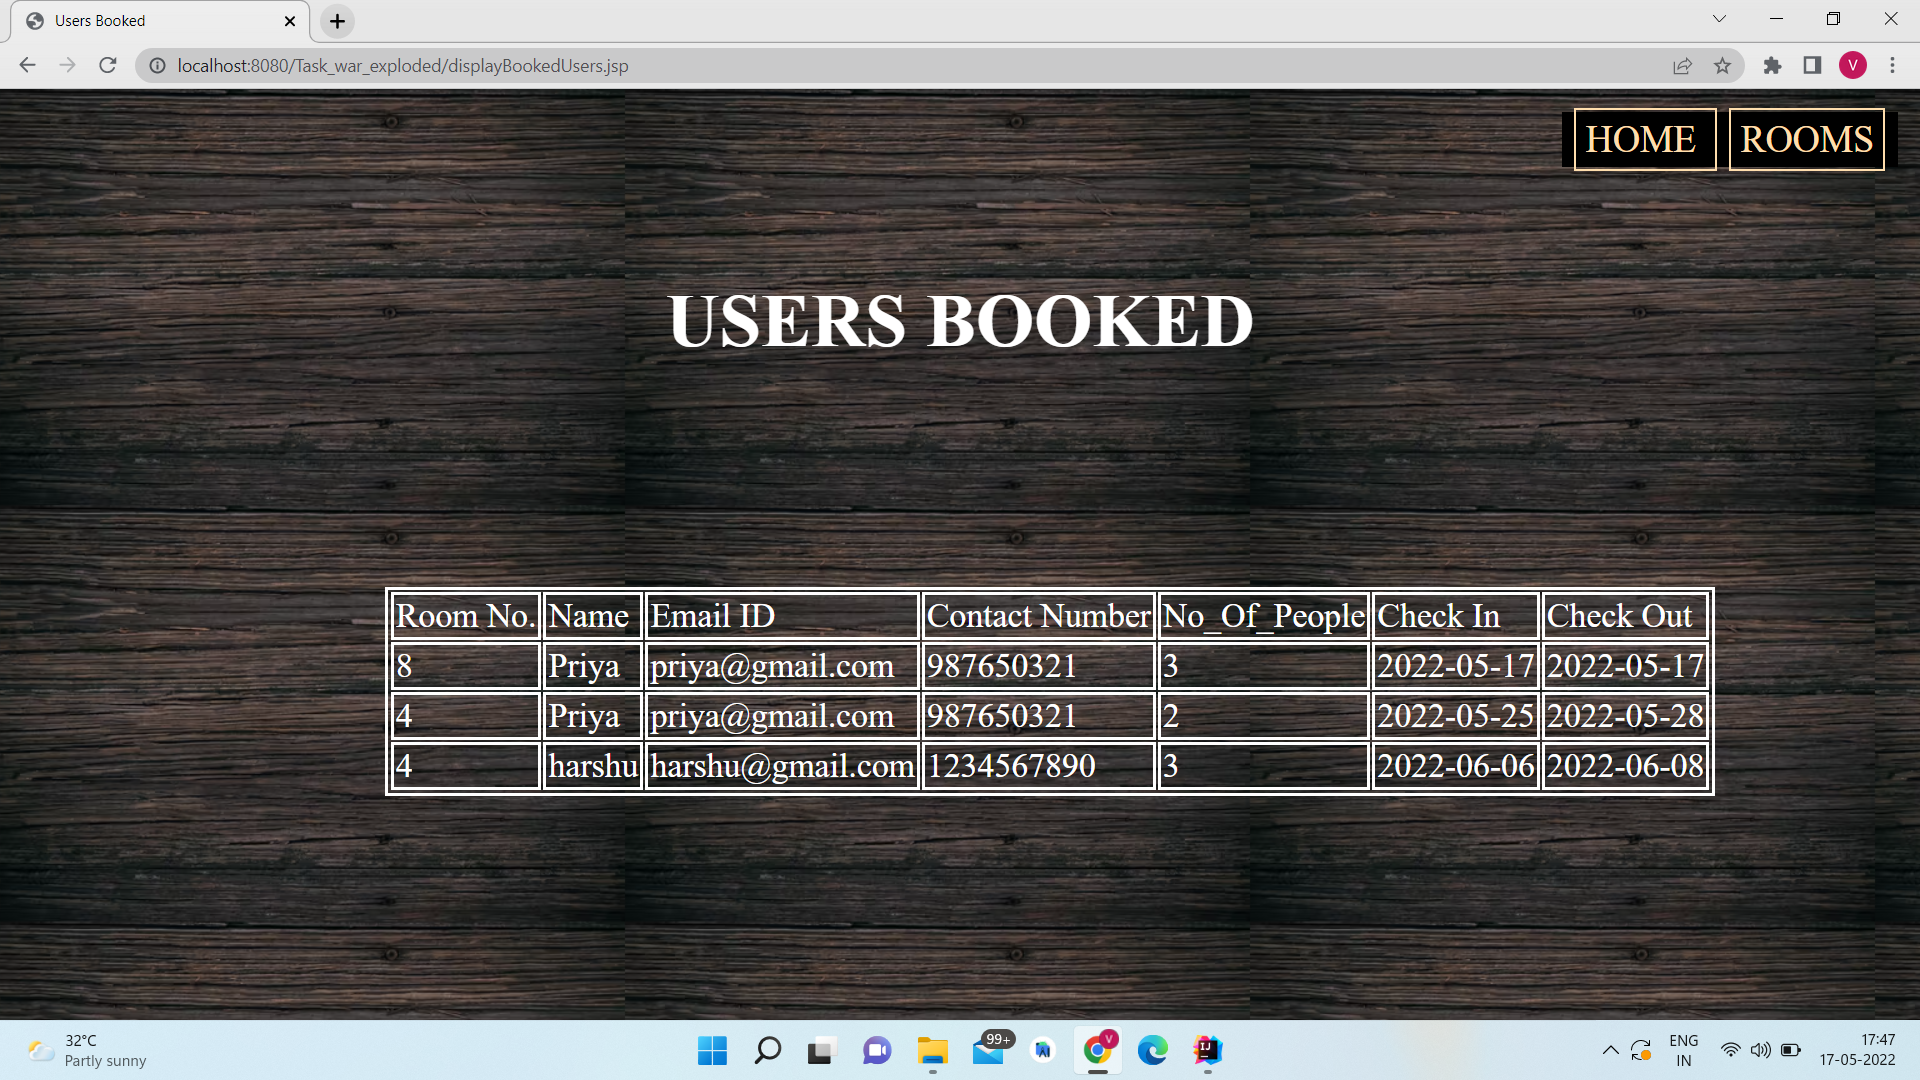 Users Booked
localhost:8080/Task_war_exploded/displayBookedUsers.jsp
V
HOME ROOMS
USERS BOOKED
Room No. Name Email ID Contact Number No_Of_People Check In Check Out
8 Priya priya@gmail.com 987650321 3 2022-05-17 2022-05-17
4 Priya priya@gmail.com 987650321 2 2022-05-25 2022-05-28
4 harshu harshu@gmail.com 1234567890 3 2022-06-06 2022-06-08
32°C
Partly sunny
99+
V
IJ
ENG
IN
17:47
17-05-2022